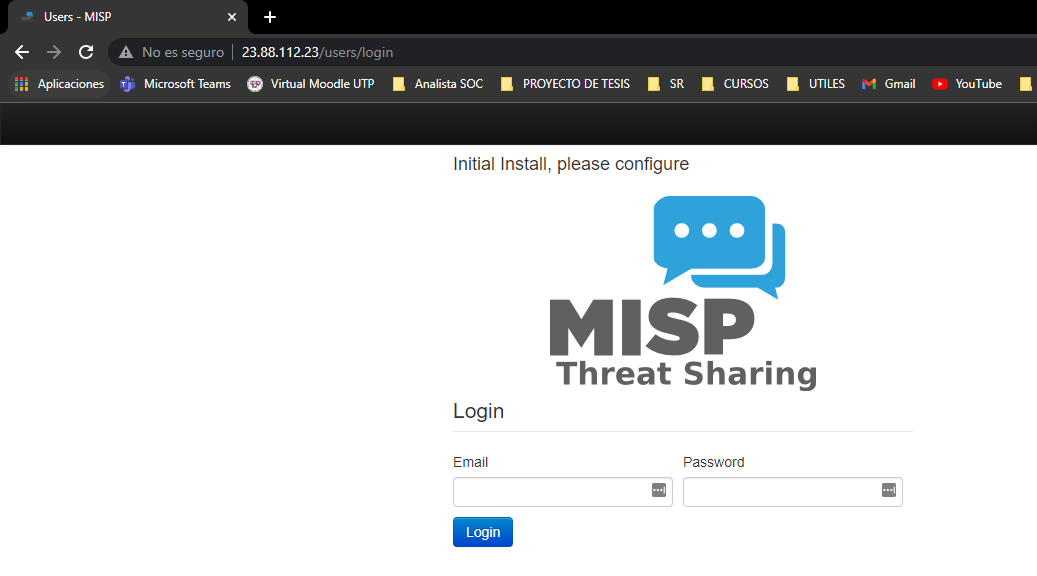 Users - MISP
No es seguro 23.88.112.23/users/login
Aplicaciones Microsoft Teams Virtual Moodle UTP Analista SOC PROYECTO DE TESIS SR CURSOS UTILES Gmail YouTube
Initial Install, please configure
MISP
Threat Sharing
Login
Email Password
Login